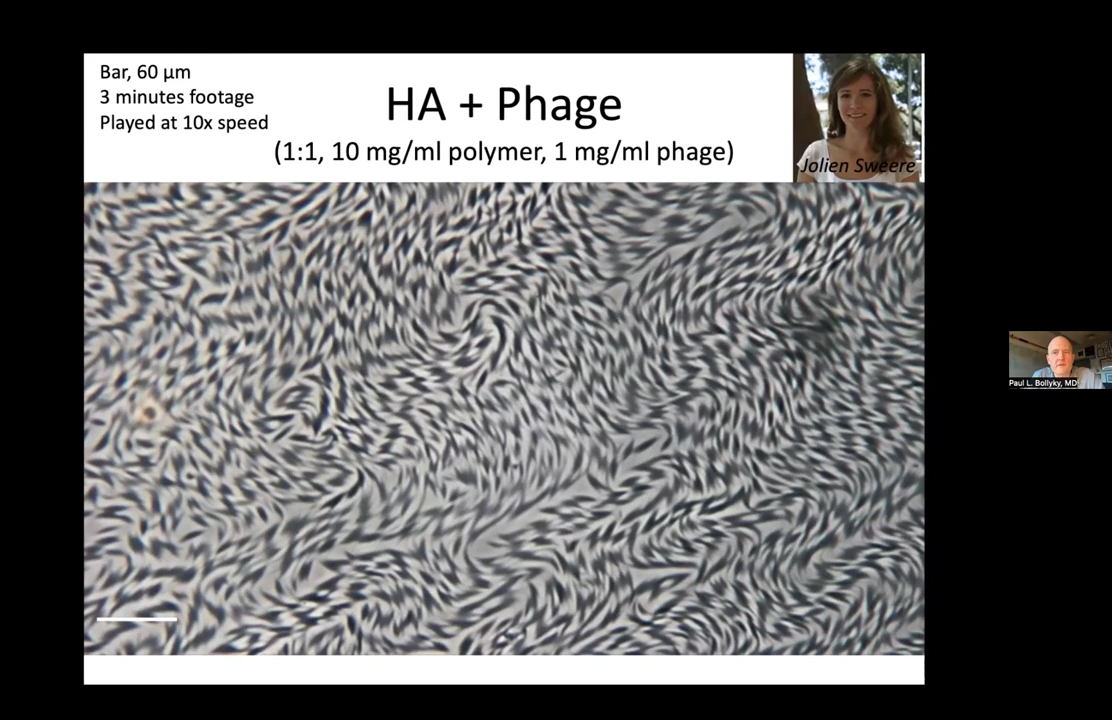 Bar, 60 µm
3 minutes footage
Played at 10x speed
HA + Phage
(1:1, 10 mg/ml polymer, 1 mg/ml phage)
Jolien Sweere
Paul L. Bollyky, MD